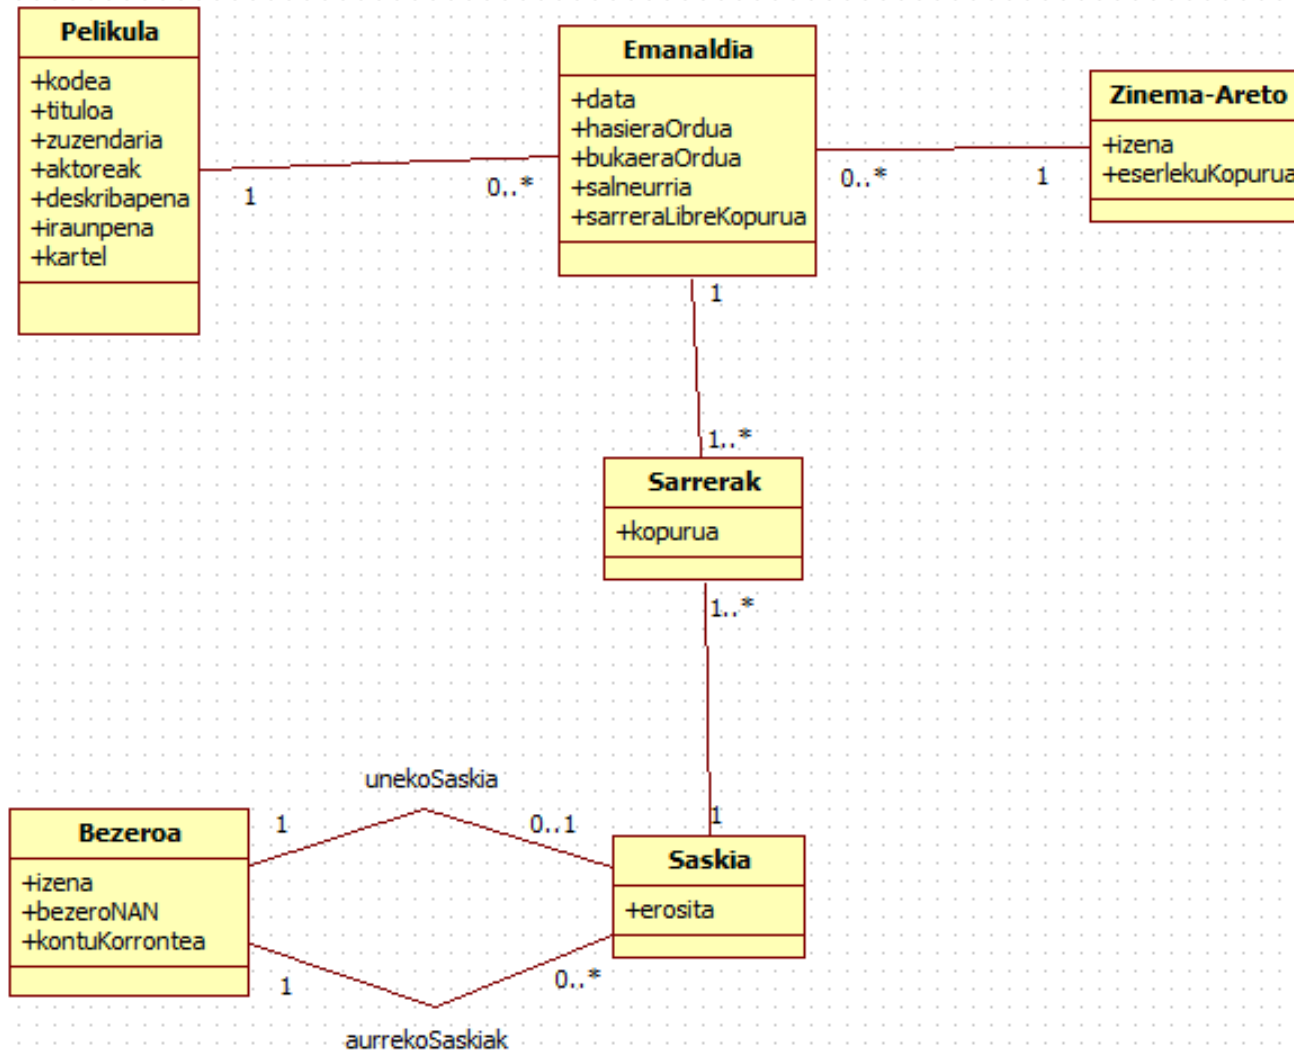 Pelikula
+kodea
+tituloa
+zuzendaria
+aktoreak
+deskribapena
+iraunpena
+kartel
1
0..*
Emanaldia
+data
+hasieraOrdua
+bukaeraOrdua
+salneurria
+sarreraLibreKopurua
0..*
1
Zinema-Areto
+izena
+eserlekuKopurua
1
1..*
Sarrerak
+kopurua
1..*
1
unekoSaskia
1
0..1
Bezeroa
+izena
+bezeroNAN
+kontuKorrontea
Saskia
+erosita
1
0..*
aurrekoSaskiak